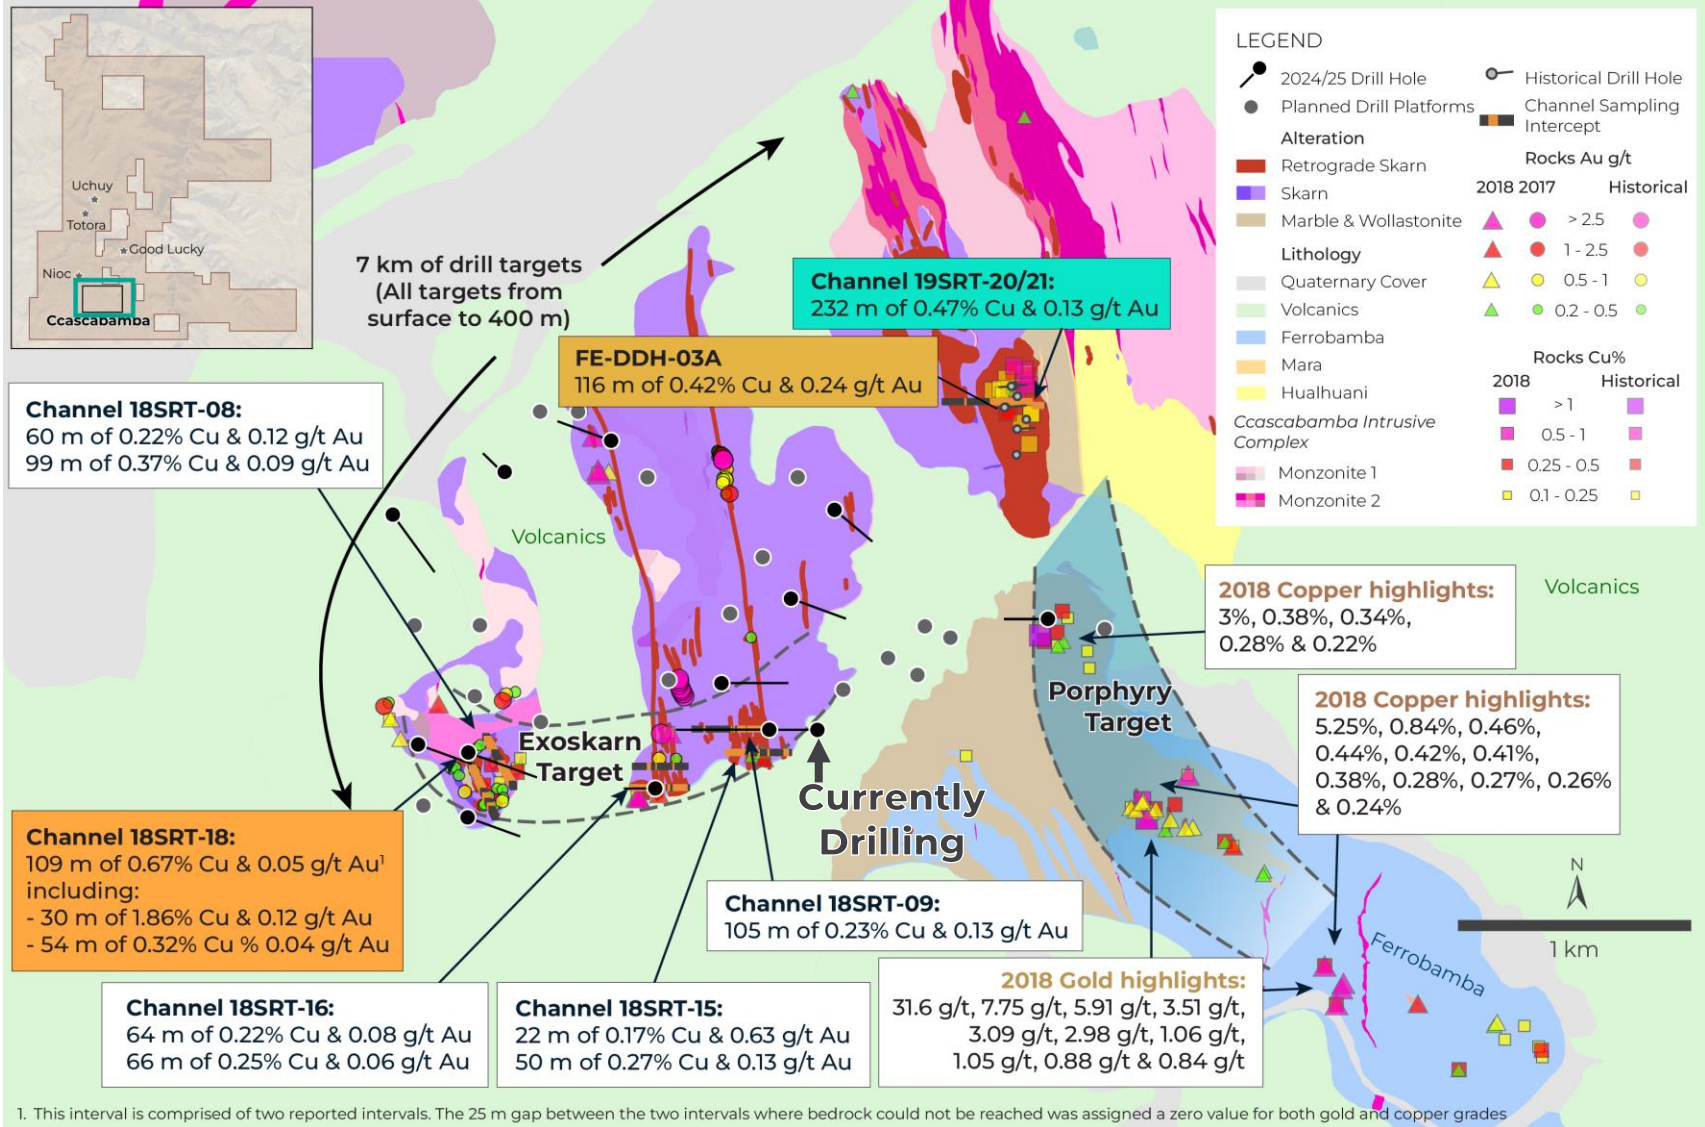 Uchuy
Totora
Good Lucky
Nioc
Ccascabamba
7 km of drill targets
(All targets from
surface to 400 m)
LEGEND
2024/25 Drill Hole
Planned Drill Platforms
Historical Drill Hole
Channel Sampling
Intercept
Alteration
Retrograde Skarn
Skarn
Marble & Wollastonite
Lithology
Quaternary Cover
Volcanics
Ferrobamba
Mara
Hualhuani
Ccascabamba Intrusive
Complex
Monzonite 1
Monzonite 2
Rocks Au g/t
2018 2017 Historical
> 2.5
1 - 2.5
0.5 - 1
0.2 - 0.5
Rocks Cu%
2018 Historical
> 1
0.5 - 1
0.25 - 0.5
0.1 - 0.25
Channel 19SRT-20/21:
232 m of 0.47% Cu & 0.13 g/t Au
FE-DDH-03A
116 m of 0.42% Cu & 0.24 g/t Au
Channel 18SRT-08:
60 m of 0.22% Cu & 0.12 g/t Au
99 m of 0.37% Cu & 0.09 g/t Au
Volcanics
Volcanics
2018 Copper highlights:
3%, 0.38%, 0.34%,
0.28% & 0.22%
Porphyry
Target
2018 Copper highlights:
5.25%, 0.84%, 0.46%,
0.44%, 0.42%, 0.41%,
0.38%, 0.28%, 0.27%, 0.26%
& 0.24%
Exoskarn
Target
Currently
Drilling
Channel 18SRT-18:
109 m of 0.67% Cu & 0.05 g/t Au¹
including:
- 30 m of 1.86% Cu & 0.12 g/t Au
- 54 m of 0.32% Cu % 0.04 g/t Au
Channel 18SRT-09:
105 m of 0.23% Cu & 0.13 g/t Au
N
1 km
Ferrobamba
Channel 18SRT-16:
64 m of 0.22% Cu & 0.08 g/t Au
66 m of 0.25% Cu & 0.06 g/t Au
Channel 18SRT-15:
22 m of 0.17% Cu & 0.63 g/t Au
50 m of 0.27% Cu & 0.13 g/t Au
2018 Gold highlights:
31.6 g/t, 7.75 g/t, 5.91 g/t, 3.51 g/t,
3.09 g/t, 2.98 g/t, 1.06 g/t,
1.05 g/t, 0.88 g/t & 0.84 g/t
1. This interval is comprised of two reported intervals. The 25 m gap between the two intervals where bedrock could not be reached was assigned a zero value for both gold and copper grades